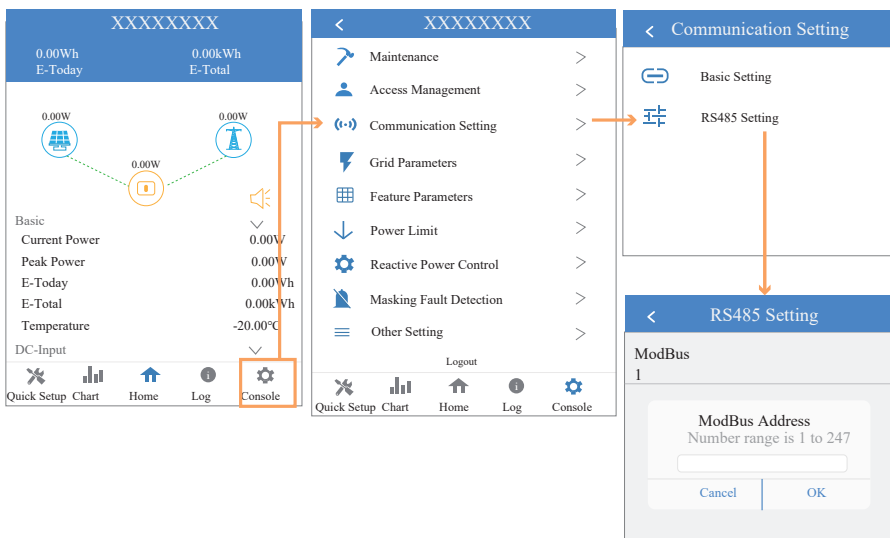 XXXXXXXX
0.00Wh 0.00kWh
E-Today E-Total
0.00W 0.00W
0.00W
Basic
Current Power 0.00W
Peak Power 0.00W
E-Today 0.00Wh
E-Total 0.00kWh
Temperature -20.00°C
DC-Input
Quick Setup Chart Home Log Console
XXXXXXXX
Maintenance
Access Management
Communication Setting
Grid Parameters
Feature Parameters
Power Limit
Reactive Power Control
Masking Fault Detection
Other Setting
Logout
Quick Setup Chart Home Log Console
Communication Setting
Basic Setting
RS485 Setting
RS485 Setting
ModBus
1
ModBus Address
Number range is 1 to 247
Cancel OK